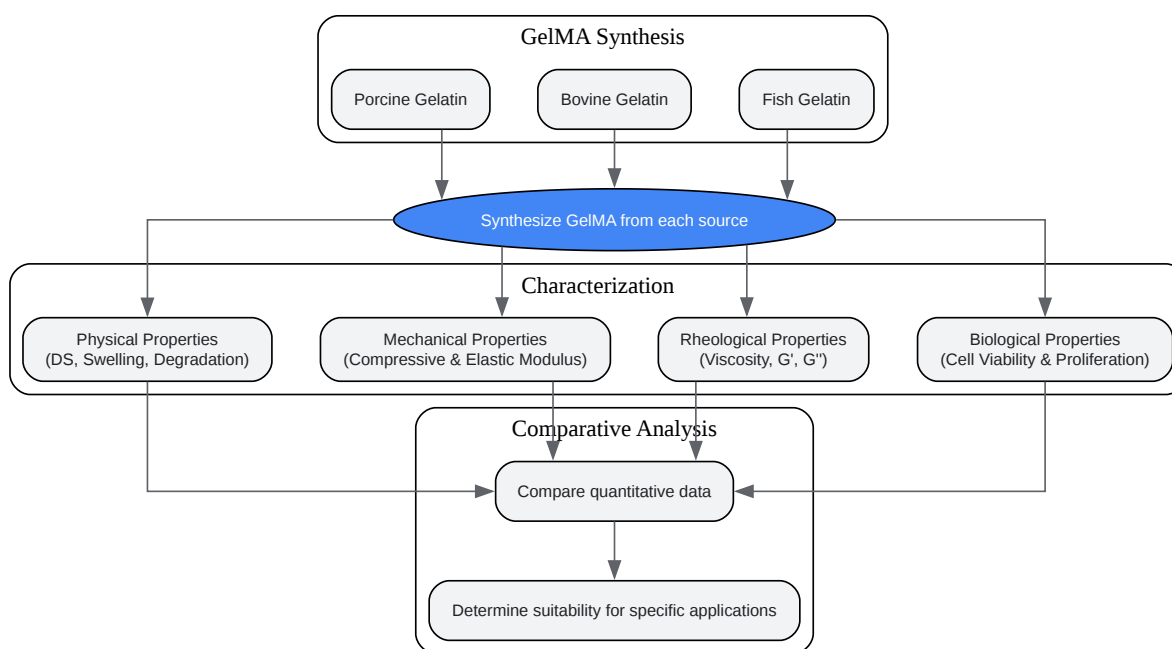 GelMA Synthesis
Porcine Gelatin
Bovine Gelatin
Fish Gelatin
Synthesize GelMA from each source
Characterization
Physical Properties
(DS, Swelling, Degradation)
Mechanical Properties
(Compressive & Elastic Modulus)
Rheological Properties
(Viscosity, G', G'')
Biological Properties
(Cell Viability & Proliferation)
Comparative Analysis
Compare quantitative data
Determine suitability for specific applications